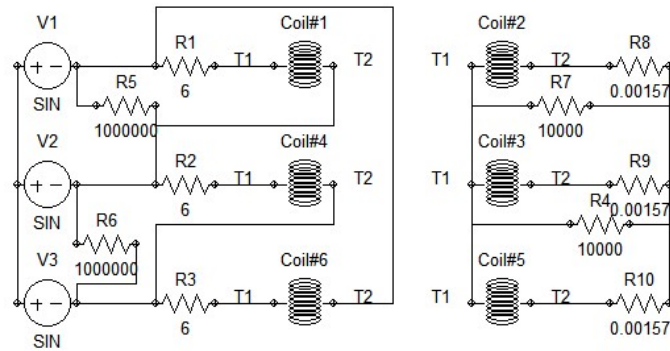 V1
R1
Coil#1
Coil#2
R8
T1
T2
T1
T2
+ -
R5
6
R7
0.00157
SIN
1000000
10000
V2
R2
Coil#4
Coil#3
R9
T1
T2
T1
T2
+ -
6
R4
0.00157
SIN
R6
10000
V3
1000000
R3
Coil#6
Coil#5
R10
T1
T2
T1
T2
+ -
6
0.00157
SIN